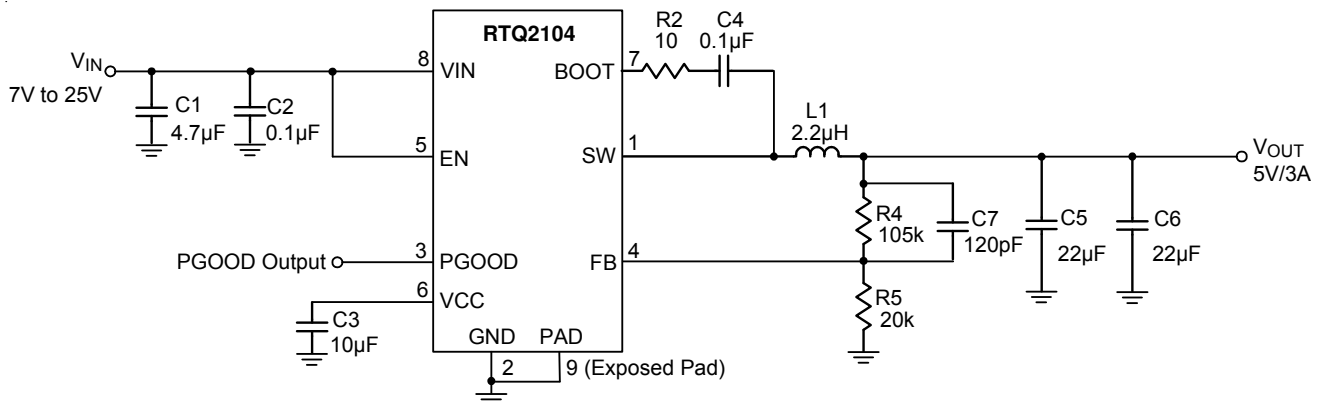 RTQ2104
R2
10
C4
0.1µF
VIN
7V to 25V
8
VIN
BOOT
7
C1
4.7µF
C2
0.1µF
L1
2.2µH
5
EN
SW
1
VOUT
5V/3A
R4
105k
C7
120pF
C5
22µF
C6
22µF
PGOOD Output
3
PGOOD
FB
4
6
VCC
R5
20k
C3
10µF
GND
PAD
2
9 (Exposed Pad)